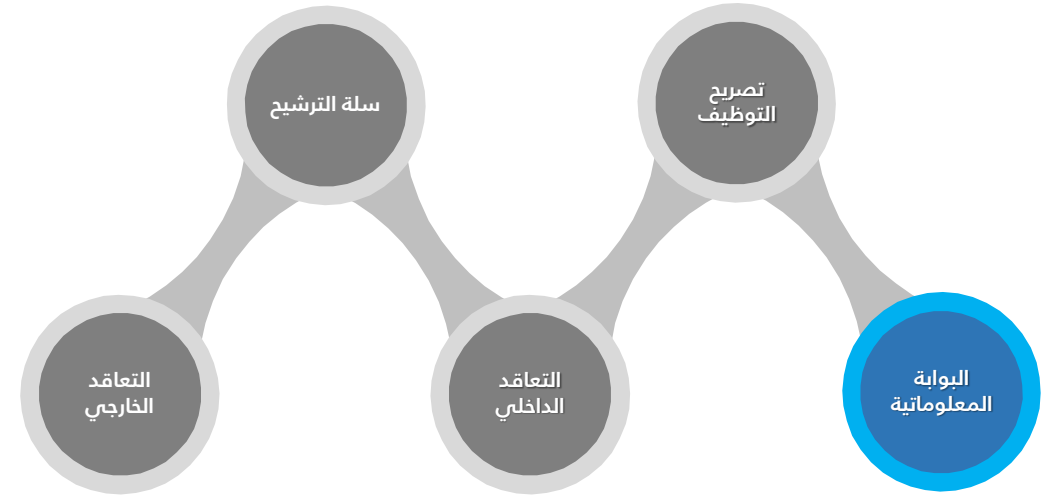 البوابة
المعلوماتية
تصريح
التوظيف
التعاقد
الداخلي
سلة الترشيح
التعاقد
الخارجي